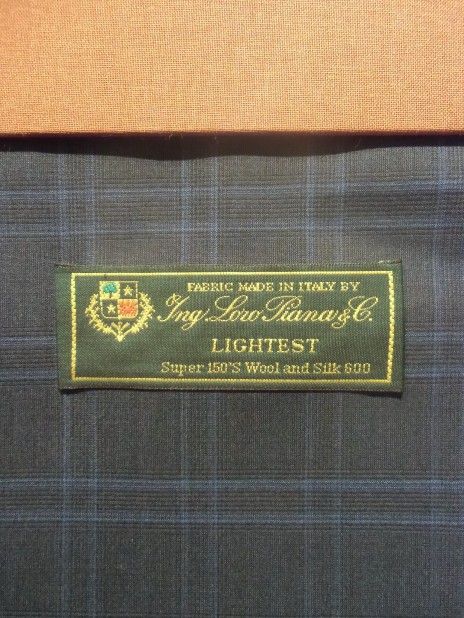 FABRIC MADE IN ITALY BY
Ing. Loro Piana & C.
LIGHTEST
Super 150'S Wool and Silk 600